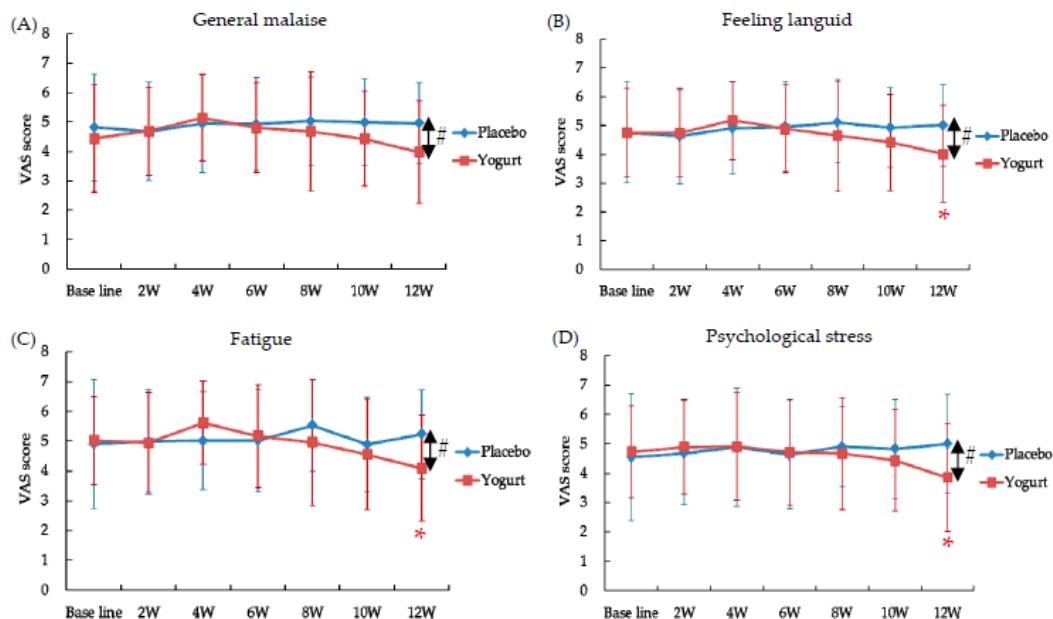 (A) General malaise
8
7
6
5
4
3
2
1
0
VAS score
Base line 2W 4W 6W 8W 10W 12W
#
Placebo
Yogurt
(B) Feeling languid
8
7
6
5
4
3
2
1
0
VAS score
Base line 2W 4W 6W 8W 10W 12W
#
Placebo
Yogurt
*
(C) Fatigue
8
7
6
5
4
3
2
1
0
VAS score
Base line 2W 4W 6W 8W 10W 12W
#
Placebo
Yogurt
*
(D) Psychological stress
8
7
6
5
4
3
2
1
0
VAS score
Base line 2W 4W 6W 8W 10W 12W
#
Placebo
Yogurt
*